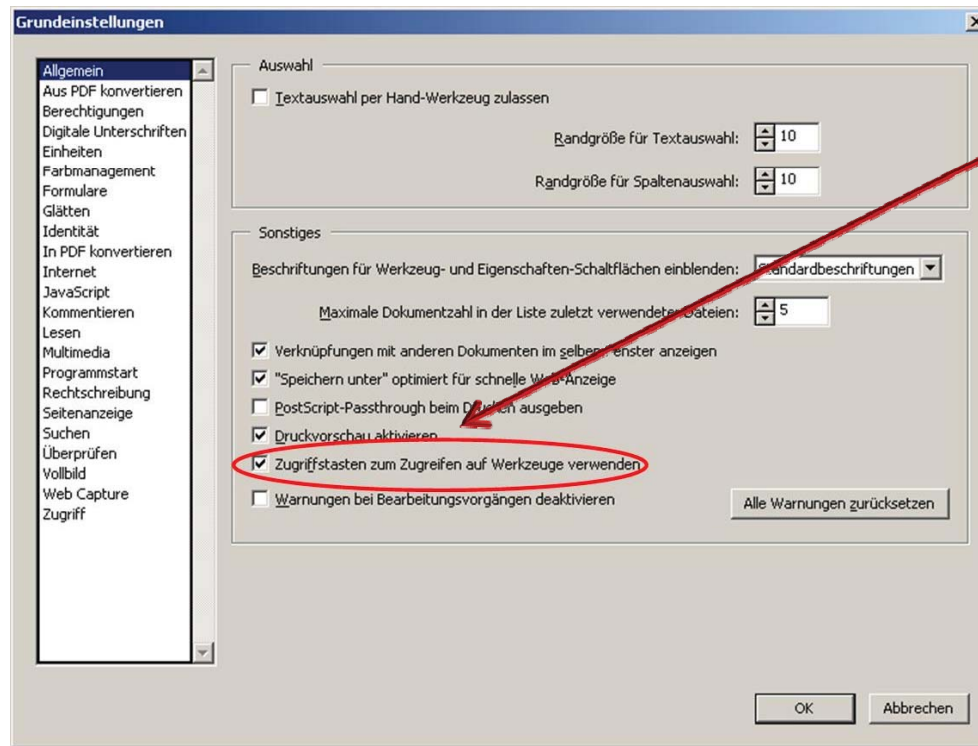 Grundeinstellungen
Allgemein
Aus PDF konvertieren
Berechtigungen
Digitale Unterschriften
Einheiten
Farbmanagement
Formulare
Glätten
Identität
In PDF konvertieren
Internet
JavaScript
Kommentieren
Lesen
Multimedia
Programmstart
Rechtschreibung
Seitenanzeige
Suchen
Überprüfen
Vollbild
Web Capture
Zugriff
Auswahl
Textauswahl per Hand-Werkzeug zulassen
Randgröße für Textauswahl: 10
Randgröße für Spaltenauswahl: 10
Sonstiges
Beschriftungen für Werkzeug- und Eigenschaften-Schaltflächen einblenden: Standardbeschriftungen
Maximale Dokumentzahl in der Liste zuletzt verwendeter Dateien: 5
Verknüpfungen mit anderen Dokumenten im selben Fenster anzeigen
"Speichern unter" optimiert für schnelle Web-Anzeige
PostScript-Passthrough beim Drucken ausgeben
Druckvorschau aktivieren
Zugriffstasten zum Zugreifen auf Werkzeuge verwenden
Warnungen bei Bearbeitungsvorgängen deaktivieren
Alle Warnungen zurücksetzen
OK
Abbrechen